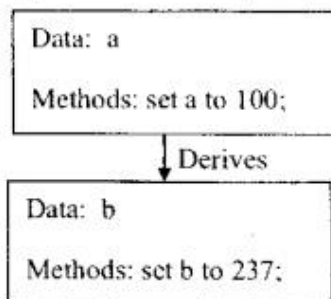 Data: a
Methods: set a to 100;
Derives
Data: b
Methods: set b to 237;